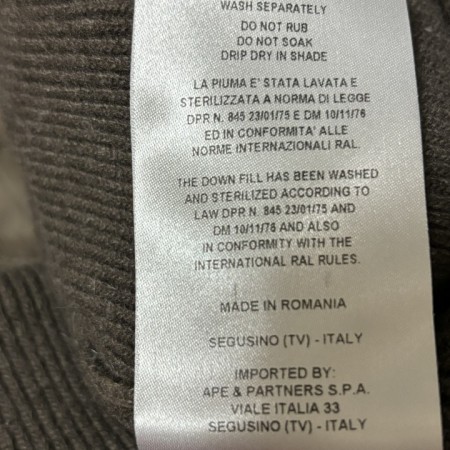 WASH SEPARATELY
DO NOT RUB
DO NOT SOAK
DRIP DRY IN SHADE
LA PIUMA E' STATA LAVATA E
STERILIZZATA A NORMA DI LEGGE
DPR N. 845 23/01/75 E DM 10/11/76
ED IN CONFORMITA' ALLE
NORME INTERNAZIONALI RAL.
THE DOWN FILL HAS BEEN WASHED
AND STERILIZED ACCORDING TO
LAW DPR N. 845 23/01/75 AND
DM 10/11/76 AND ALSO
IN CONFORMITY WITH THE
INTERNATIONAL RAL RULES.
MADE IN ROMANIA
SEGUSINO (TV) - ITALY
IMPORTED BY:
APE & PARTNERS S.P.A.
VIALE ITALIA 33
SEGUSINO (TV) - ITALY